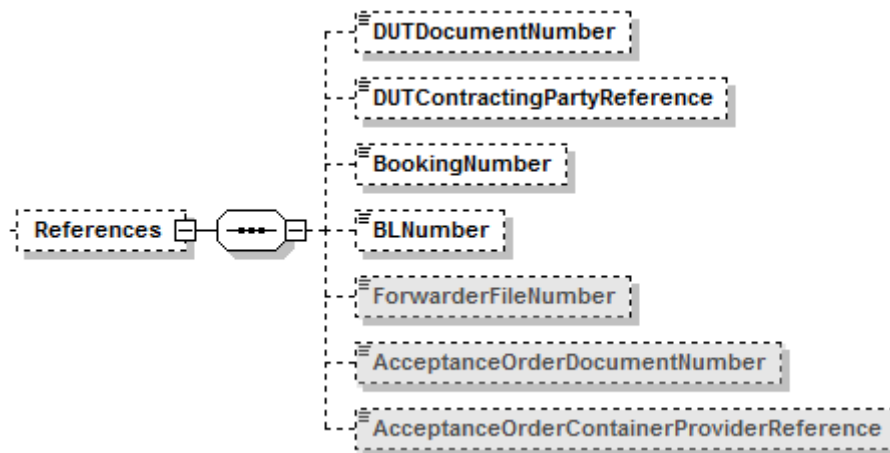 DUTDocumentNumber
DUTContractingPartyReference
BookingNumber
References
BLNumber
ForwarderFileNumber
AcceptanceOrderDocumentNumber
AcceptanceOrderContainerProviderReference